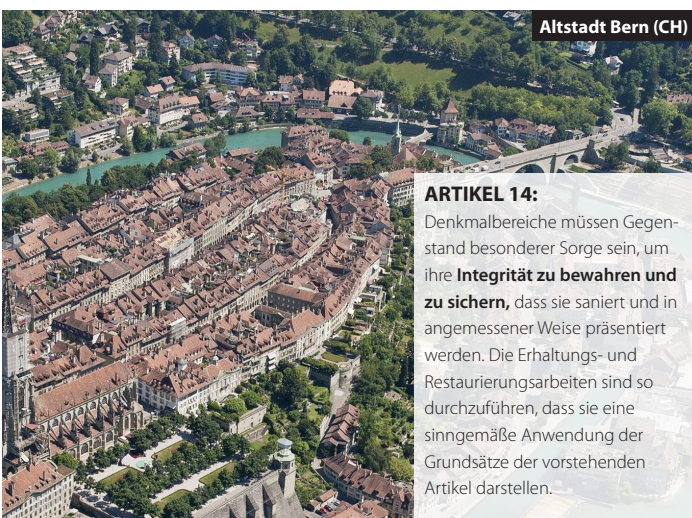 Altstadt Bern (CH)
ARTIKEL 14:
Denkmalbereiche müssen Gegen-
stand besonderer Sorge sein, um
ihre Integrität zu bewahren und
zu sichern, dass sie saniert und in
angemessener Weise präsentiert
werden. Die Erhaltungs- und
Restaurierungsarbeiten sind so
durchzuführen, dass sie eine
sinngemäße Anwendung der
Grundsätze der vorstehenden
Artikel darstellen.